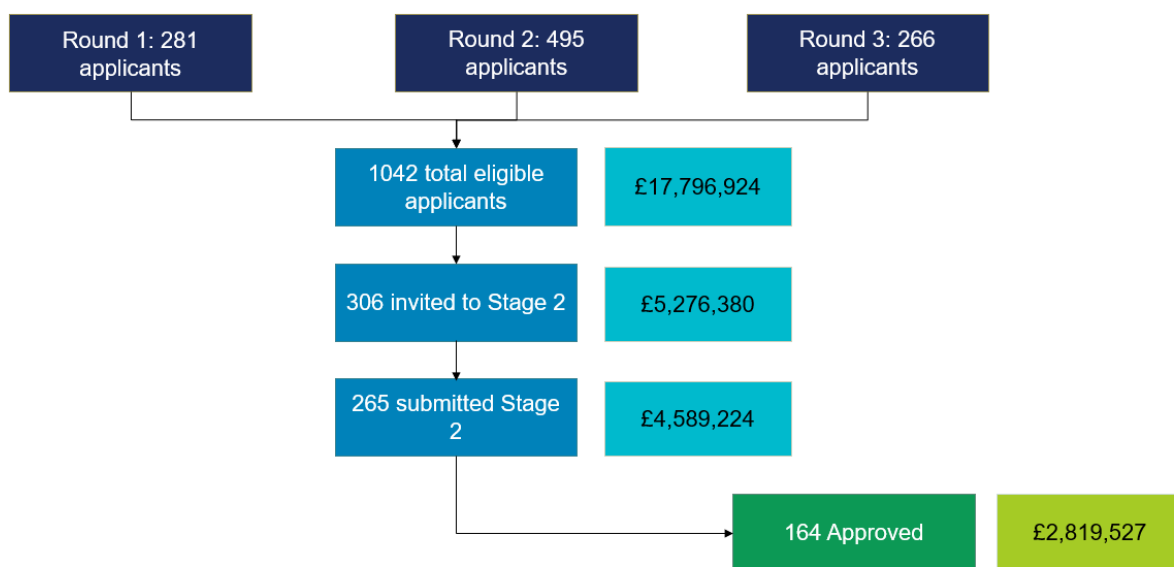 Round 1: 281
applicants
Round 2: 495
applicants
Round 3: 266
applicants
1042 total eligible
applicants
£17,796,924
306 invited to Stage 2
£5,276,380
265 submitted Stage
2
£4,589,224
164 Approved
£2,819,527